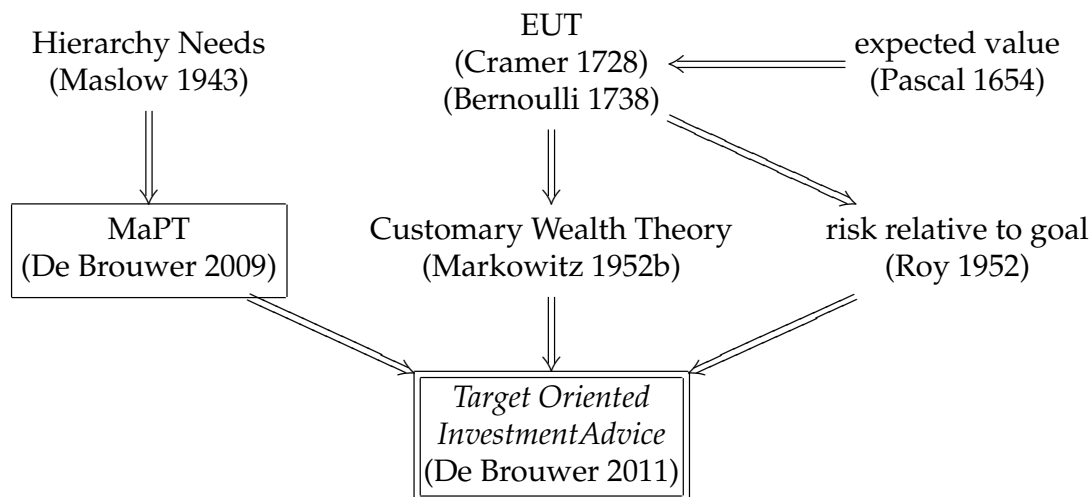 Hierarchy Needs
(Maslow 1943)
EUT
(Cramer 1728)
(Bernoulli 1738)
expected value
(Pascal 1654)
MaPT
(De Brouwer 2009)
Customary Wealth Theory
(Markowitz 1952b)
risk relative to goal
(Roy 1952)
Target Oriented
InvestmentAdvice
(De Brouwer 2011)